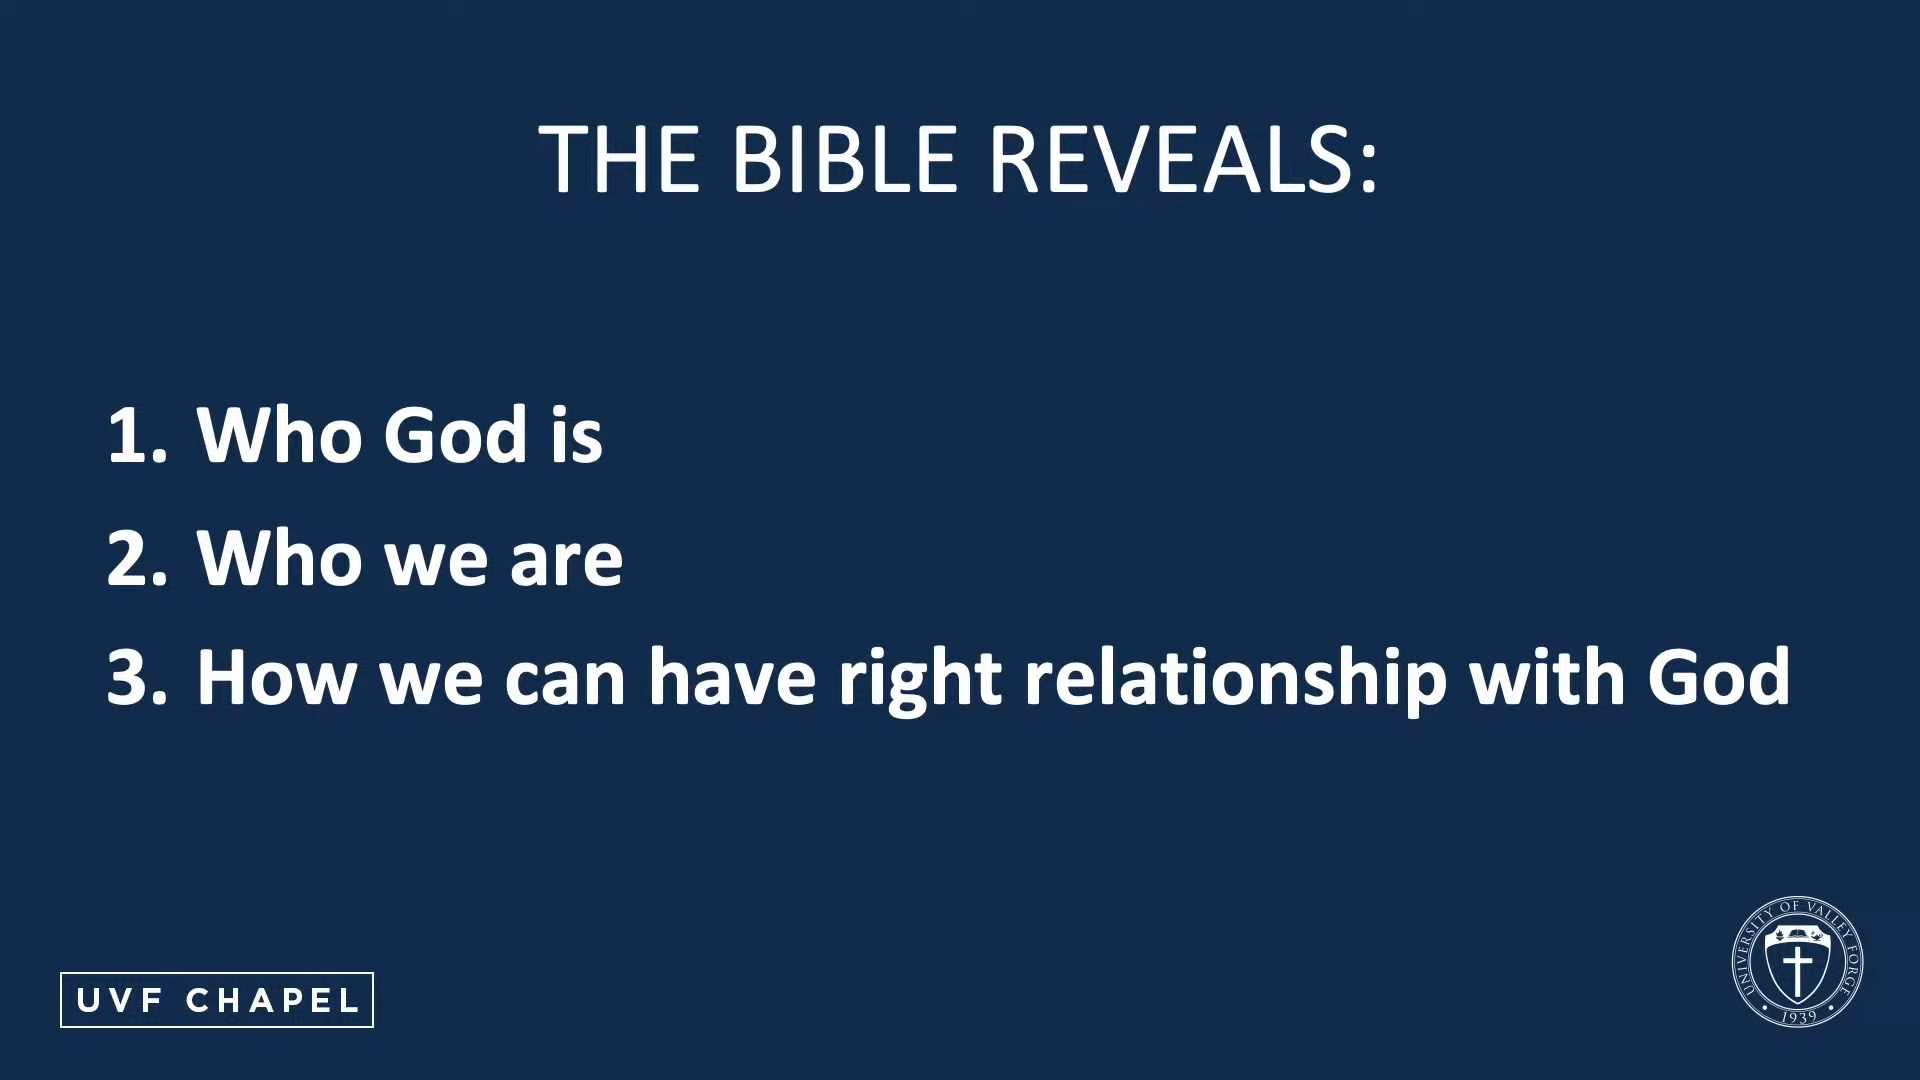 THE BIBLE REVEALS:
1. Who God is
2. Who we are
3. How we can have right relationship with God
UVF CHAPEL
UNIVERSITY OF VALLEY FORGE
1939